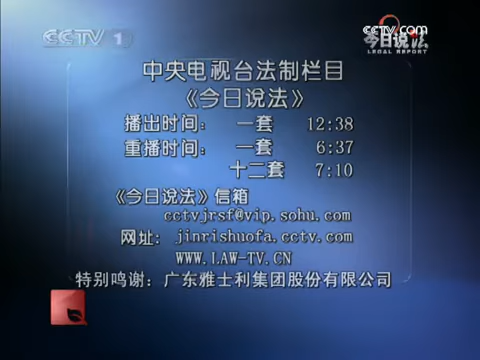 CCTV 1
cctv.com
今日说法
LEGAL REPORT
中央电视台法制栏目
《今日说法》
播出时间： 一套 12:38
重播时间： 一套 6:37
十二套 7:10
《今日说法》信箱
cctvjrsf@vip.sohu.com
网址: jinrishuofa.cctv.com
WWW.LAW-TV.CN
特别鸣谢：广东雅士利集团股份有限公司